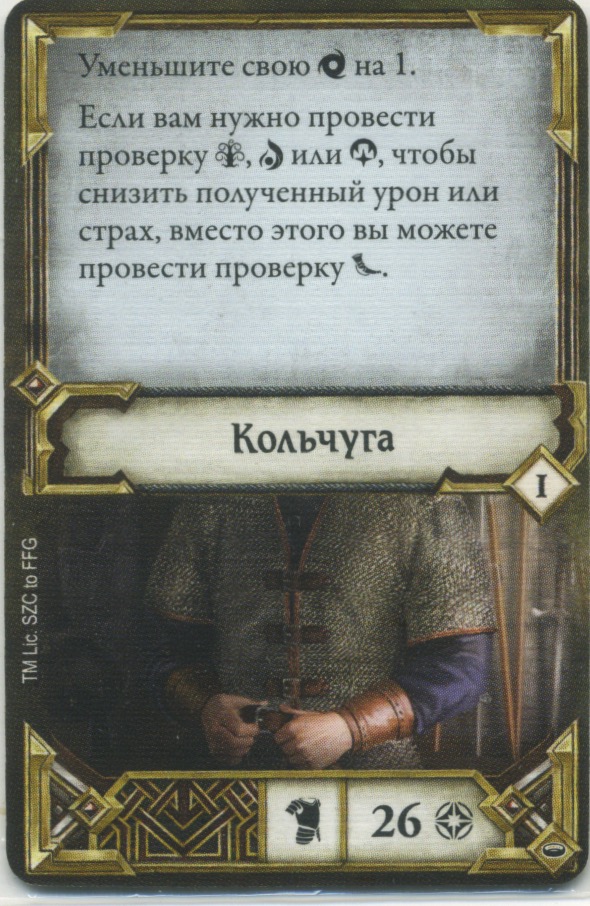 Уменьшите свою на 1.
Если вам нужно провести
проверку , или , чтобы
снизить полученный урон или
страх, вместо этого вы можете
провести проверку .
Кольчуга
I
TM Lic. SZC to FFG
26